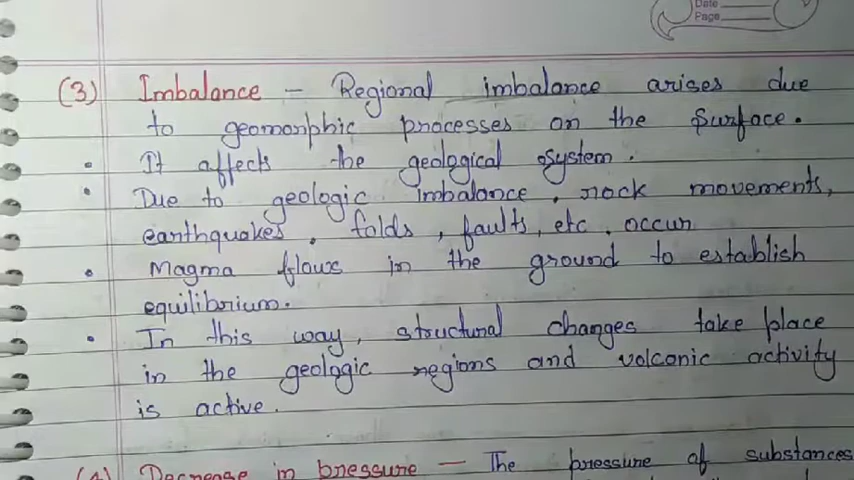 Date
Page
(3) Imbalance - Regional imbalance arises due
to geomorphic processes on the surface.
• It affects the geological system.
• Due to geologic imbalance, rock movements,
earthquakes, folds, faults, etc. occur
• Magma flows in the ground to establish
equilibrium.
• In this way, structural changes take place
in the geologic regions and volcanic activity
is active.
(4) Decrease in pressure - The pressure of substances